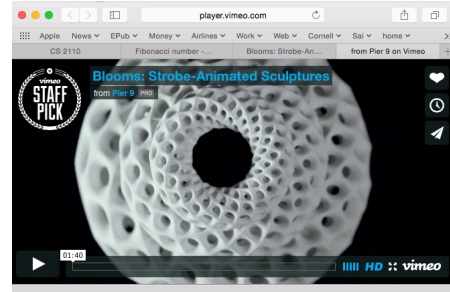 player.vimeo.com
Apple News EPub Money Airlines Work Web Cornell Sai home
CS 2110 Fibonacci number -... Blooms: Strobe-An... from Pier 9 on Vimeo
vimeo
STAFF
PICK
Blooms: Strobe-Animated Sculptures
from Pier 9 PRO
01:40
HD vimeo